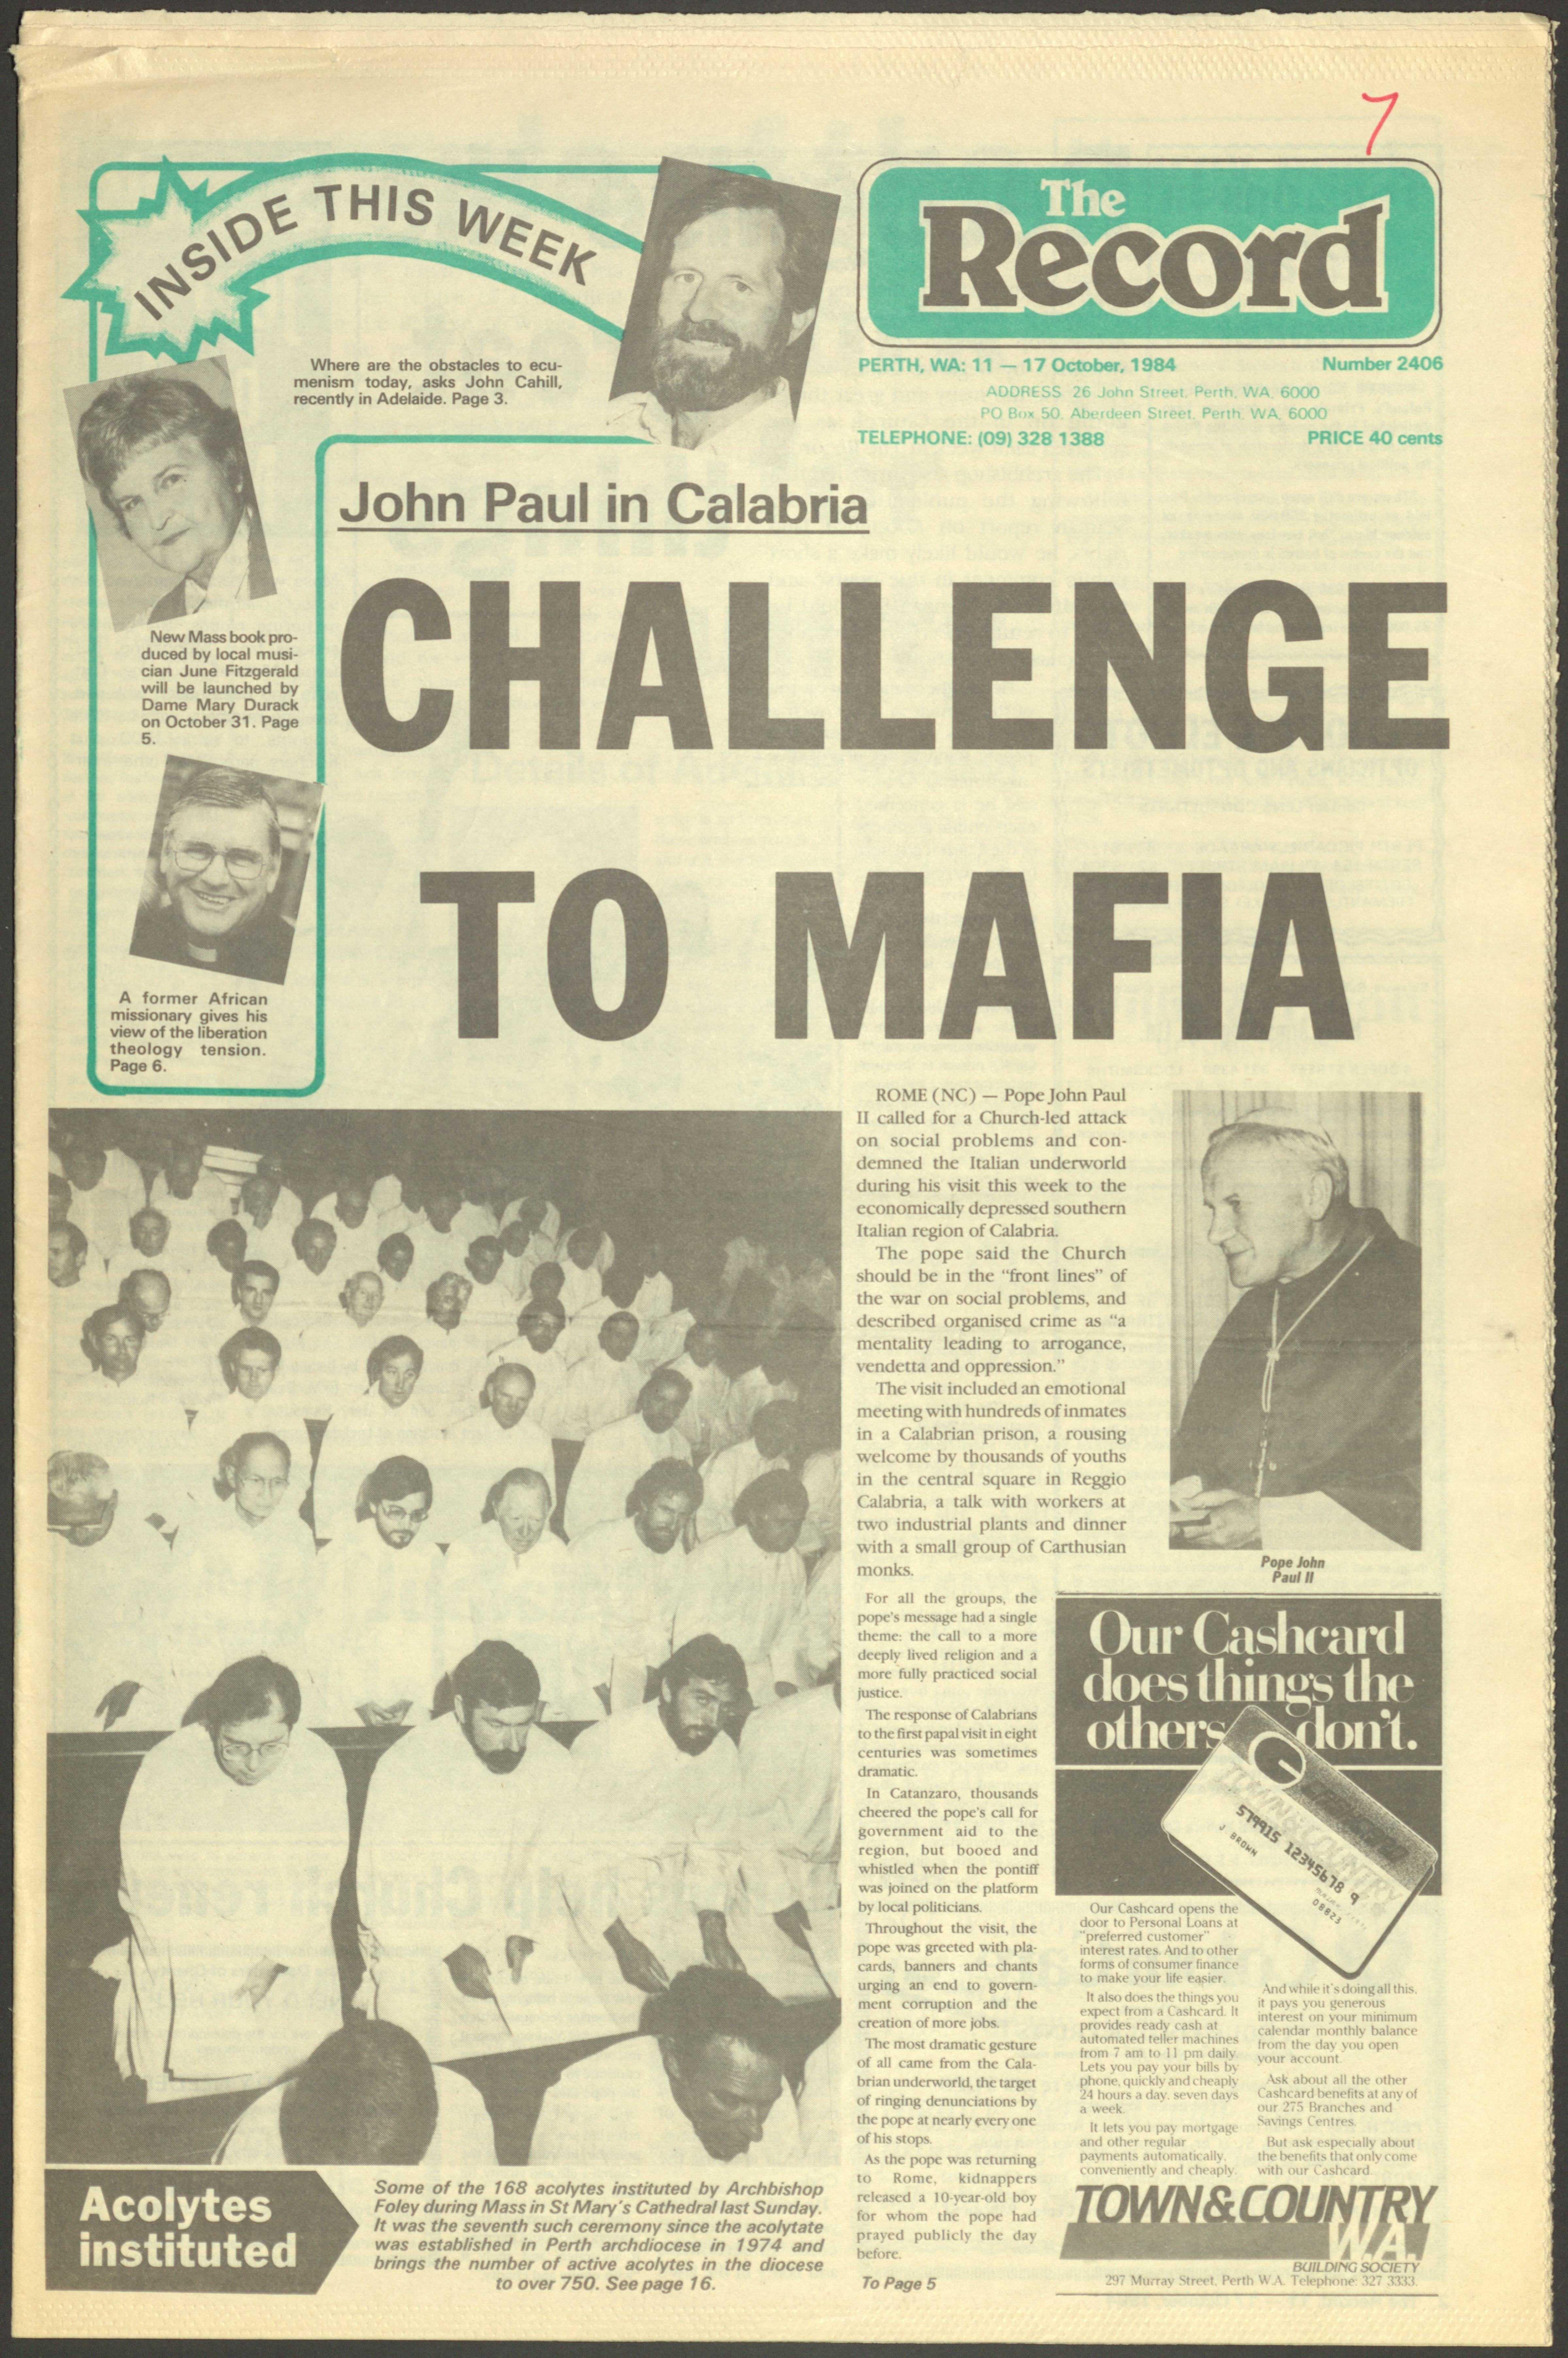 7
INSIDE THIS WEEK
The
Record
PERTH, WA: 11 — 17 October, 1984 Number 2406
ADDRESS 26 John Street, Perth, WA, 6000
PO Box 50, Aberdeen Street, Perth, WA, 6000
TELEPHONE: (09) 328 1388 PRICE 40 cents
Where are the obstacles to ecu-
menism today, asks John Cahill,
recently in Adelaide. Page 3.
New Mass book pro-
duced by local musi-
cian June Fitzgerald
will be launched by
Dame Mary Durack
on October 31. Page
5.
A former African
missionary gives his
view of the liberation
theology tension.
Page 6.
John Paul in Calabria
CHALLENGE
TO MAFIA
ROME (NC) — Pope John Paul
II called for a Church-led attack
on social problems and con-
demned the Italian underworld
during his visit this week to the
economically depressed southern
Italian region of Calabria.
The pope said the Church
should be in the “front lines” of
the war on social problems, and
described organised crime as “a
mentality leading to arrogance,
vendetta and oppression.”
The visit included an emotional
meeting with hundreds of inmates
in a Calabrian prison, a rousing
welcome by thousands of youths
in the central square in Reggio
Calabria, a talk with workers at
two industrial plants and dinner
with a small group of Carthusian
monks.
For all the groups, the
pope's message had a single
theme: the call to a more
deeply lived religion and a
more fully practiced social
justice.
The response of Calabrians
to the first papal visit in eight
centuries was sometimes
dramatic.
In Catanzaro, thousands
cheered the pope's call for
government aid to the
region, but booed and
whistled when the pontiff
was joined on the platform
by local politicians.
Throughout the visit, the
pope was greeted with pla-
cards, banners and chants
urging an end to govern-
ment corruption and the
creation of more jobs.
The most dramatic gesture
of all came from the Cala-
brian underworld, the target
of ringing denunciations by
the pope at nearly every one
of his stops.
As the pope was returning
to Rome, kidnappers
released a 10-year-old boy
for whom the pope had
prayed publicly the day
before.
To Page 5
Pope John
Paul II
Acolytes
instituted
Some of the 168 acolytes instituted by Archbishop
Foley during Mass in St Mary's Cathedral last Sunday.
It was the seventh such ceremony since the acolytate
was established in Perth archdiocese in 1974 and
brings the number of active acolytes in the diocese
to over 750. See page 16.
Our Cashcard
does things the
others don't.
TOWN & COUNTRY
579915 12345678 9
J BROWN
08823
Our Cashcard opens the
door to Personal Loans at
“preferred customer”
interest rates. And to other
forms of consumer finance
to make your life easier.
It also does the things you
expect from a Cashcard. It
provides ready cash at
automated teller machines
from 7 am to 11 pm daily.
Lets you pay your bills by
phone, quickly and cheaply
24 hours a day, seven days
a week.
It lets you pay mortgage
and other regular
payments automatically,
conveniently and cheaply.
And while it's doing all this,
it pays you generous
interest on your minimum
calendar monthly balance
from the day you open
your account.
Ask about all the other
Cashcard benefits at any of
our 275 Branches and
Savings Centres.
But ask especially about
the benefits that only come
with our Cashcard.
TOWN & COUNTRY
W.A.
BUILDING SOCIETY
297 Murray Street, Perth W.A. Telephone: 327 3333.